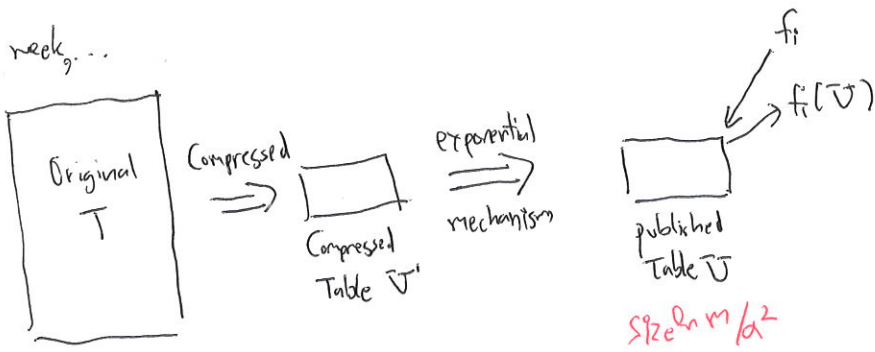 week, ...
Original
T
Compressed
Compressed
Table U'
exponential
mechanism
fi
fi(U)
published
Table U
size ln m/α²